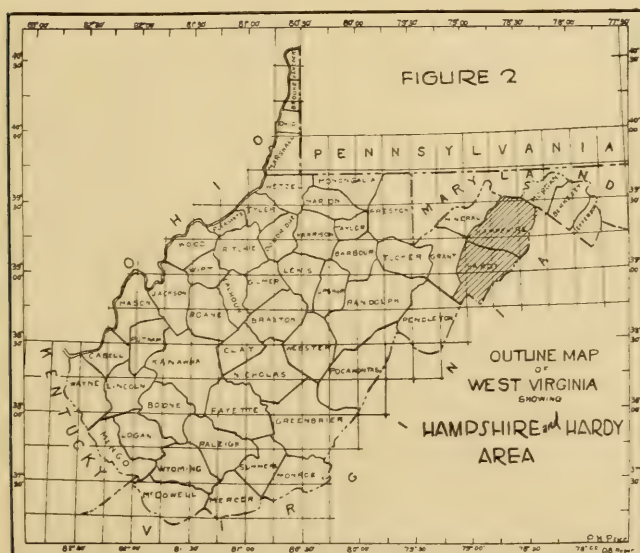 FIGURE 2
PENNSYLVANIA
MARYLAND
OHIO
KENTUCKY
VIRGINIA
HANCOCK
BROOKE
OHIO
MARSHALL
WETZEL
MONONGALIA
MARION
PRESTON
TYLER
PLEASANTS
DODDRIDGE
HARRISON
TAYLOR
MINERAL
HAMPSHIRE
MORGAN
BERKELEY
JEFFERSON
WOOD
RITCHIE
BARBOUR
TUCKER
GRANT
HARDY
WIRT
GILMER
LEWIS
UPSHUR
RANDOLPH
PENDLETON
JACKSON
MASON
ROANE
CALHOUN
BRAXTON
PUTNAM
CABELL
KANAWHA
CLAY
WEBSTER
NICHOLAS
POCAHONTAS
WAYNE
LINCOLN
BOONE
FAYETTE
GREENBRIER
LOGAN
MINGO
RALEIGH
WYOMING
SUMMERS
MONROE
McDOWELL
MERCER
OUTLINE MAP
OF
WEST VIRGINIA
SHOWING
HAMPSHIRE and HARDY
AREA